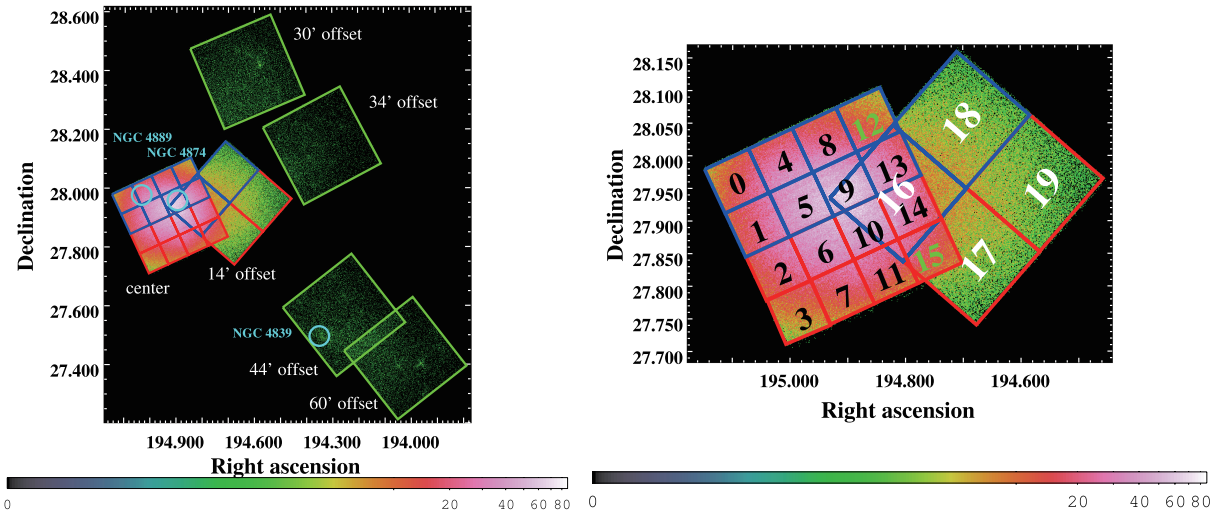 28.600
30’ offset
28.400
34’ offset
28.200
NGC 4889
NGC 4874
28.000
27.800
14’ offset
center
27.600
NGC 4839
44’ offset
27.400
60’ offset
Declination
194.900 194.600 194.300 194.000
Right ascension
0 20 40 60 80
28.150
28.100
28.050
28.000
27.950
27.900
27.850
27.800
27.750
27.700
Declination
18
12
8
4
0
13
19
9
16
5
14
1
10
6
15
17
2
11
7
3
195.000 194.800 194.600
Right ascension
0 20 40 60 80